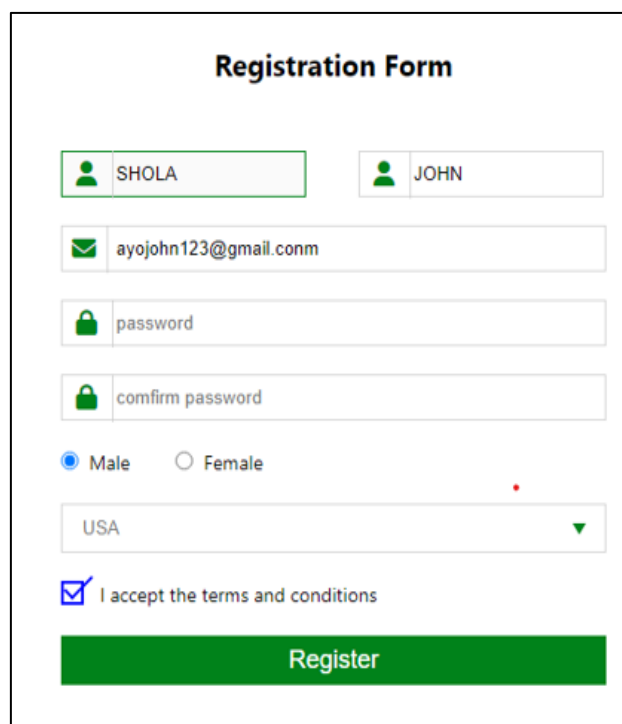 Registration Form
SHOLA JOHN
ayojohn123@gmail.conm
password
comfirm password
Male Female
USA
I accept the terms and conditions
Register